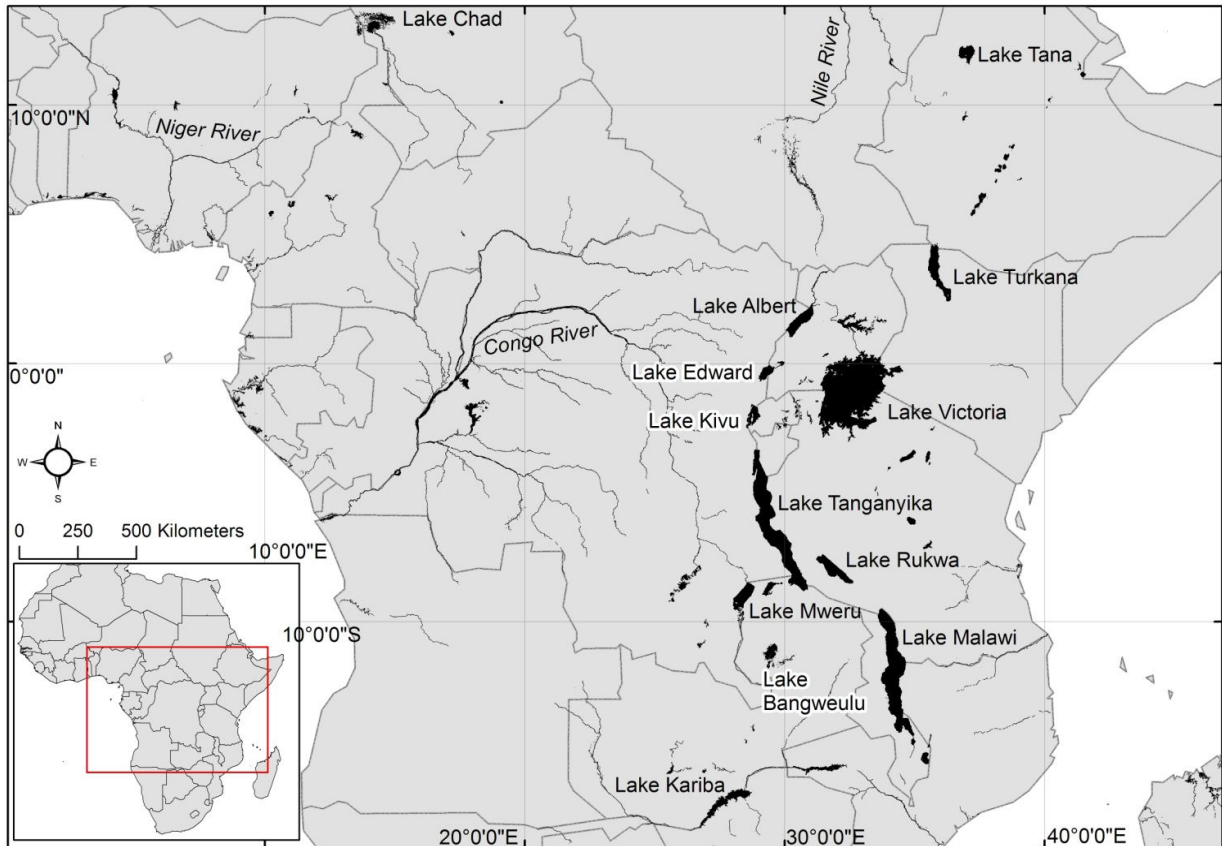 Lake Chad
Lake Tana
Nile River
10°0'0"N
Niger River
Lake Turkana
Lake Albert
Congo River
0°0'0"
Lake Edward
Lake Victoria
Lake Kivu
N
W E
S
Lake Tanganyika
0 250 500 Kilometers
10°0'0"E
Lake Rukwa
Lake Mweru
10°0'0"S
Lake Malawi
Lake
Bangweulu
Lake Kariba
20°0'0"E
30°0'0"E
40°0'0"E